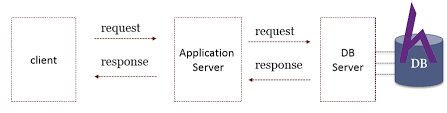 client
request
response
Application
Server
request
response
DB
Server
DB